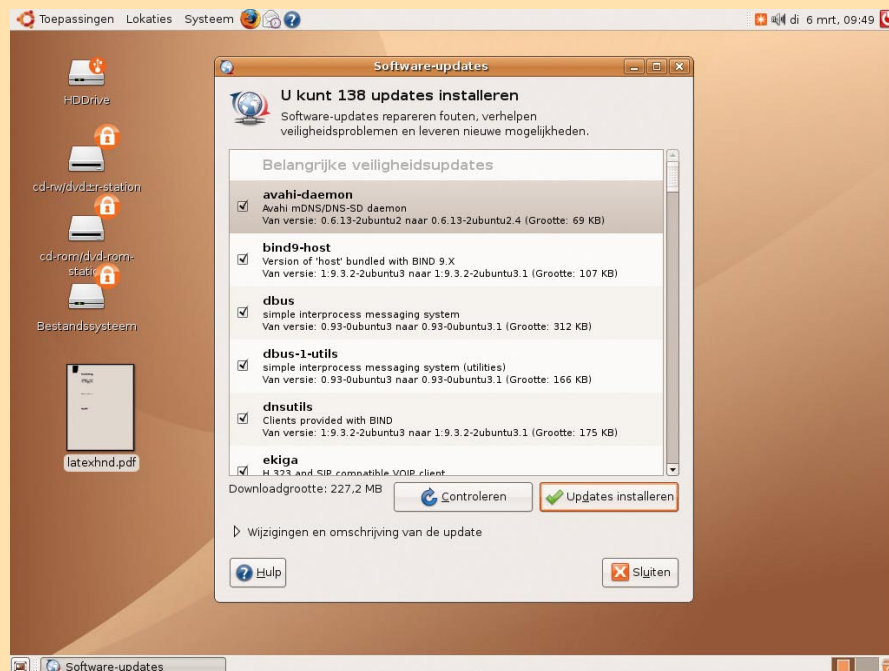 Toepassingen Lokaties Systeem
di 6 mrt, 09:49
HDDrive
cd-rw/dvd±r-station
cd-rom/dvd-rom-
station
Bestandssysteem
latexhnd.pdf
Software-updates
U kunt 138 updates installeren
Software-updates repareren fouten, verhelpen
veiligheidsproblemen en leveren nieuwe mogelijkheden.
Belangrijke veiligheidsupdates
avahi-daemon
Avahi mDNS/DNS-SD daemon
Van versie: 0.6.13-2ubuntu2 naar 0.6.13-2ubuntu2.4 (Grootte: 69 KB)
bind9-host
Version of 'host' bundled with BIND 9.X
Van versie: 1:9.3.2-2ubuntu3 naar 1:9.3.2-2ubuntu3.1 (Grootte: 107 KB)
dbus
simple interprocess messaging system
Van versie: 0.93-0ubuntu3 naar 0.93-0ubuntu3.1 (Grootte: 312 KB)
dbus-1-utils
simple interprocess messaging system (utilities)
Van versie: 0.93-0ubuntu3 naar 0.93-0ubuntu3.1 (Grootte: 166 KB)
dnsutils
Clients provided with BIND
Van versie: 1:9.3.2-2ubuntu3 naar 1:9.3.2-2ubuntu3.1 (Grootte: 175 KB)
ekiga
H.323 and SIP compatible VOIP client
Downloadgrootte: 227,2 MB
Controleren
Updates installeren
Wijzigingen en omschrijving van de update
Hulp
Sluiten
Software-updates